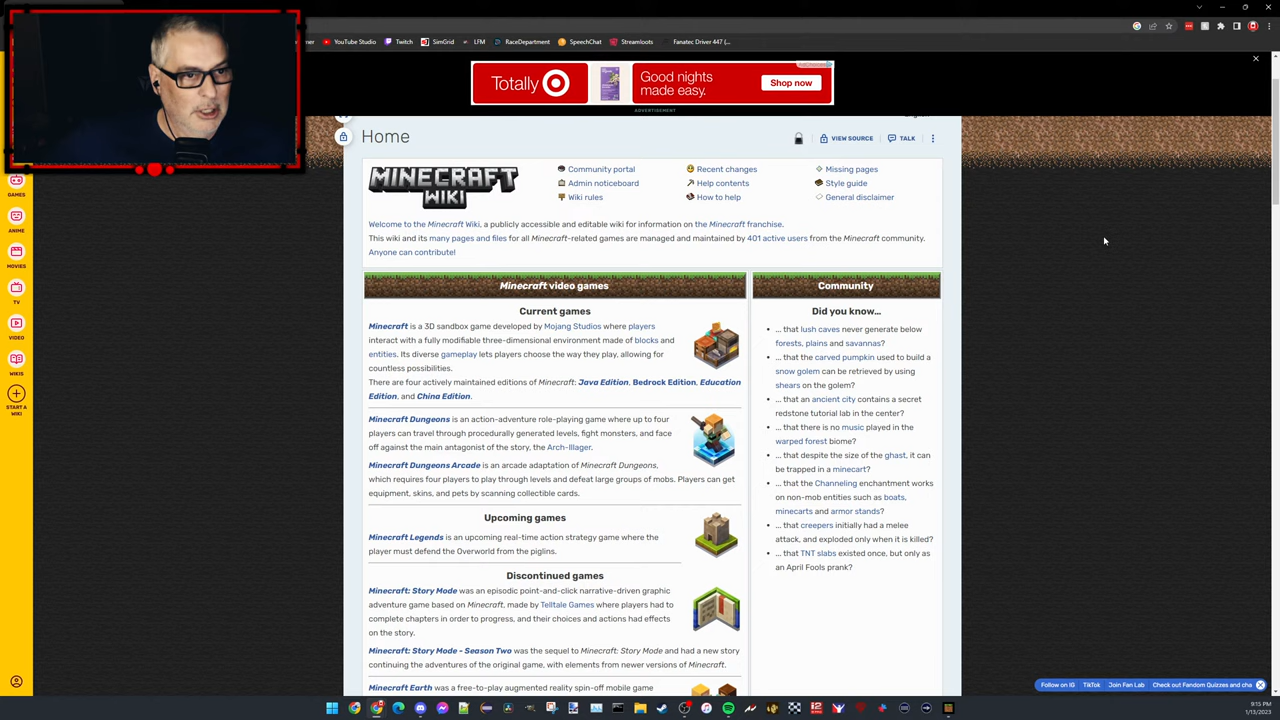 YouTube Studio
Twitch
SimGrid
LFM
RaceDepartment
SpeechChat
Streamloots
Fanatec Driver 447 (...
Totally
Good nights
made easy.
Shop now
AdChoices
ADVERTISEMENT
Home
VIEW SOURCE
TALK
MINECRAFT
WIKI
Community portal
Recent changes
Missing pages
Admin noticeboard
Help contents
Style guide
Wiki rules
How to help
General disclaimer
Welcome to the Minecraft Wiki, a publicly accessible and editable wiki for information on the Minecraft franchise.
This wiki and its many pages and files for all Minecraft-related games are managed and maintained by 401 active users from the Minecraft community.
Anyone can contribute!
Minecraft video games
Current games
Minecraft is a 3D sandbox game developed by Mojang Studios where players
interact with a fully modifiable three-dimensional environment made of blocks and
entities. Its diverse gameplay lets players choose the way they play, allowing for
countless possibilities.
There are four actively maintained editions of Minecraft: Java Edition, Bedrock Edition, Education
Edition, and China Edition.
Minecraft Dungeons is an action-adventure role-playing game where up to four
players can travel through procedurally generated levels, fight monsters, and face
off against the main antagonist of the story, the Arch-Illager.
Minecraft Dungeons Arcade is an arcade adaptation of Minecraft Dungeons,
which requires four players to play through levels and defeat large groups of mobs. Players can get
equipment, skins, and pets by scanning collectible cards.
Upcoming games
Minecraft Legends is an upcoming real-time action strategy game where the
player must defend the Overworld from the piglins.
Discontinued games
Minecraft: Story Mode was an episodic point-and-click narrative-driven graphic
adventure game based on Minecraft, made by Telltale Games where players had to
complete chapters in order to progress, and their choices and actions had effects
on the story.
Minecraft: Story Mode - Season Two was the sequel to Minecraft: Story Mode and had a new story
continuing the adventures of the original game, with elements from newer versions of Minecraft.
Minecraft Earth was a free-to-play augmented reality spin-off mobile game
Community
Did you know...
... that lush caves never generate below
forests, plains and savannas?
... that the carved pumpkin used to build a
snow golem can be retrieved by using
shears on the golem?
... that an ancient city contains a secret
redstone tutorial lab in the center?
... that there is no music played in the
warped forest biome?
... that despite the size of the ghast, it can
be trapped in a minecart?
... that the Channeling enchantment works
on non-mob entities such as boats,
minecarts and armor stands?
... that creepers initially had a melee
attack, and exploded only when it is killed?
... that TNT slabs existed once, but only as
an April Fools prank?
GAMES
ANIME
MOVIES
TV
VIDEO
WIKIS
START A
WIKI
Follow on IG
TikTok
Join Fan Lab
Check out Fandom Quizzes and cha
9:15 PM
1/13/2023